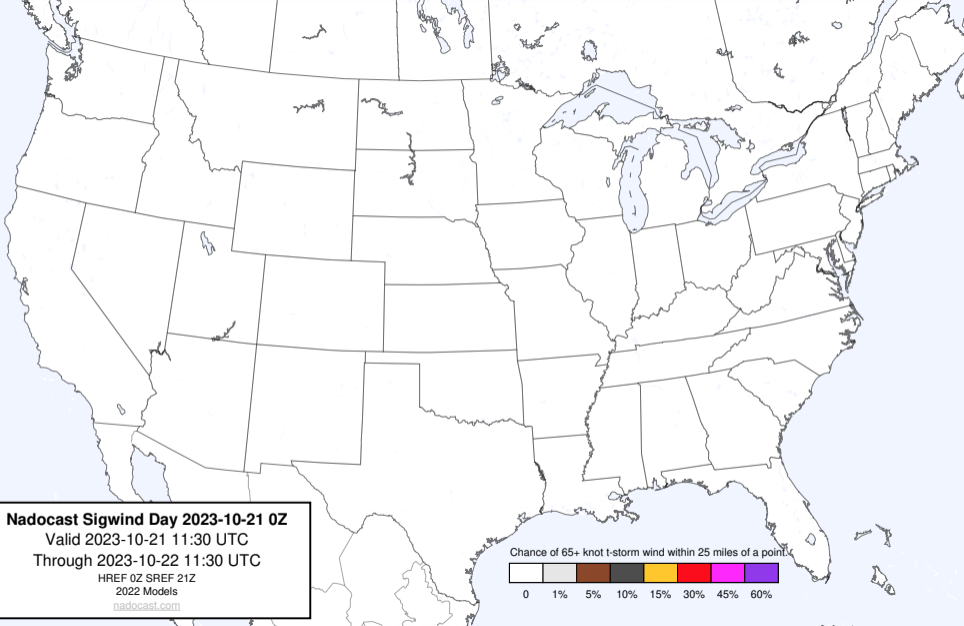 Nadocast Sigwind Day 2023-10-21 0Z
Valid 2023-10-21 11:30 UTC
Through 2023-10-22 11:30 UTC
HREF 0Z SREF 21Z
2022 Models
nadocast.com
Chance of 65+ knot t-storm wind within 25 miles of a point.
0 1% 5% 10% 15% 30% 45% 60%